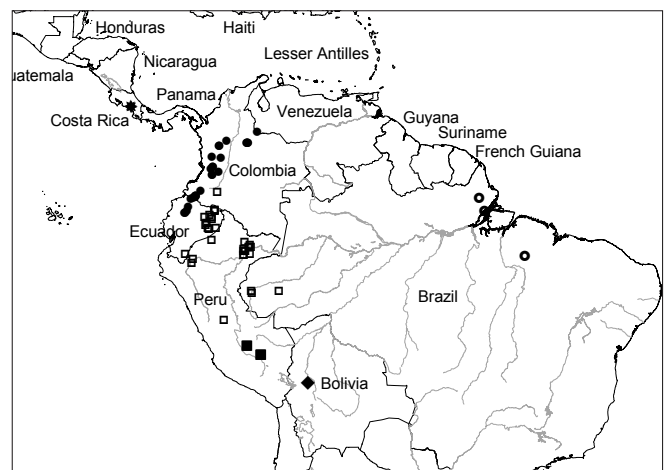 Honduras
Haiti
Nicaragua
Lesser Antilles
uatemala
Panama
Venezuela
Costa Rica
Guyana
Suriname
French Guiana
Colombia
Ecuador
Peru
Brazil
Bolivia